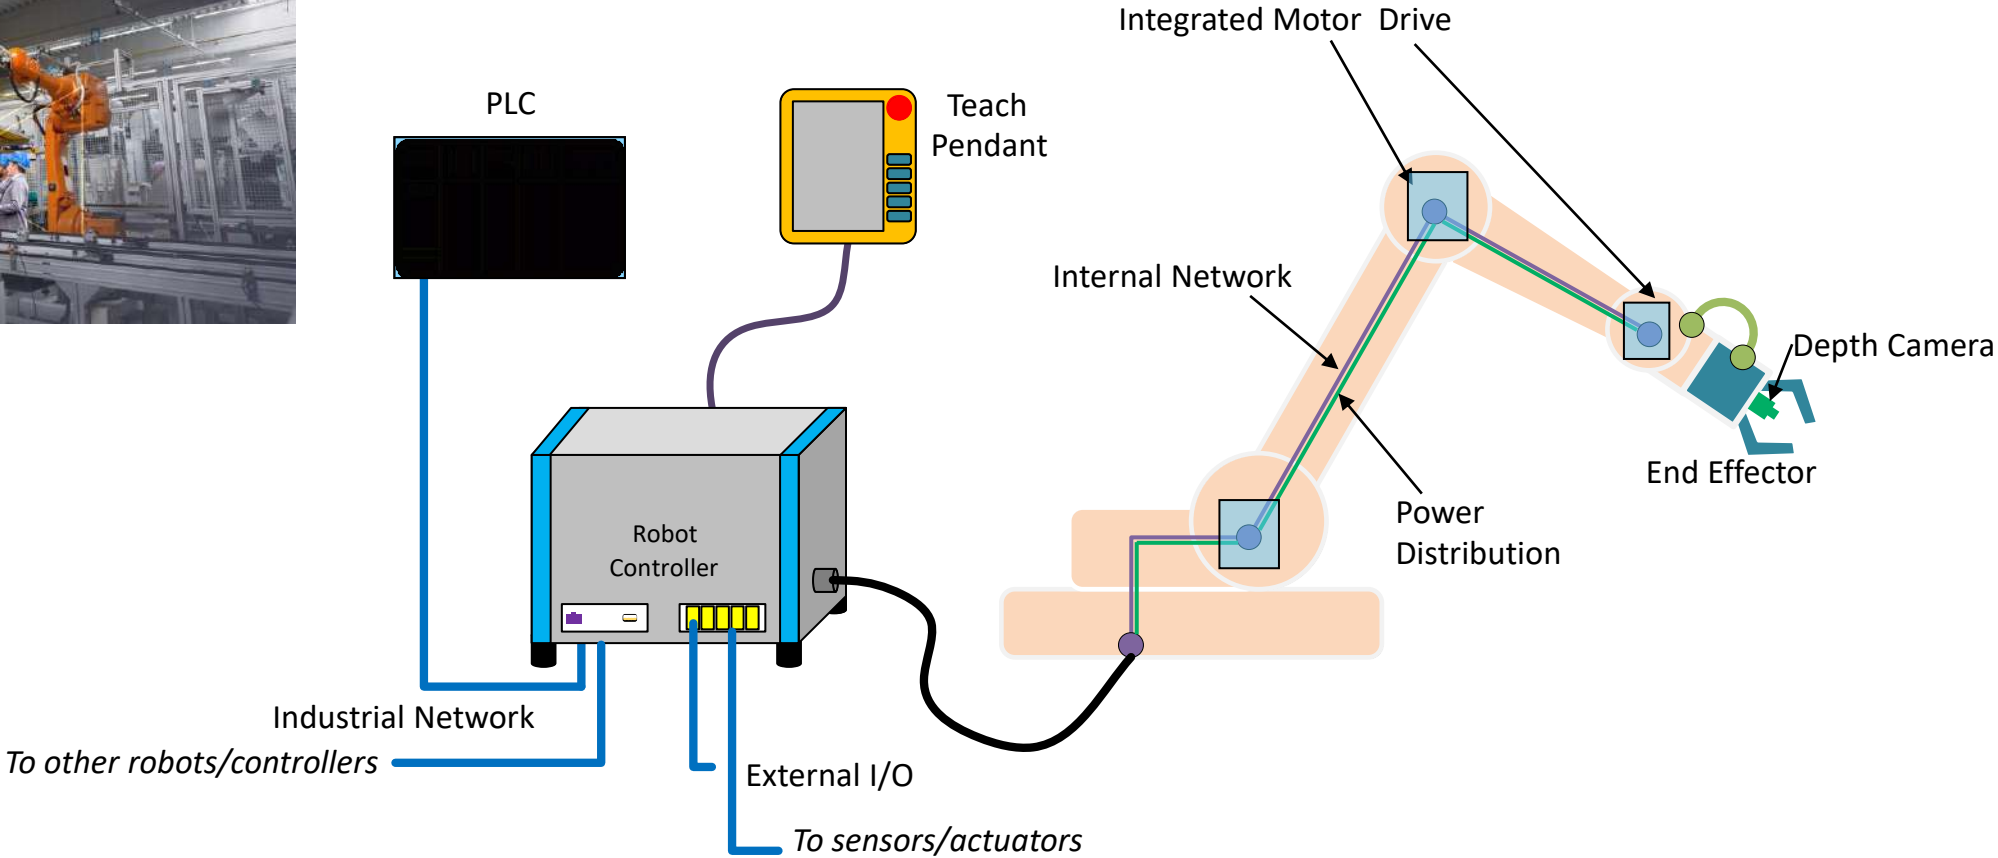 Integrated Motor  Drive
PLC
Teach
Pendant
Internal Network
Depth Camera
End Effector
Power
Distribution
Robot
Controller
Industrial Network
To other robots/controllers
External I/O
To sensors/actuators